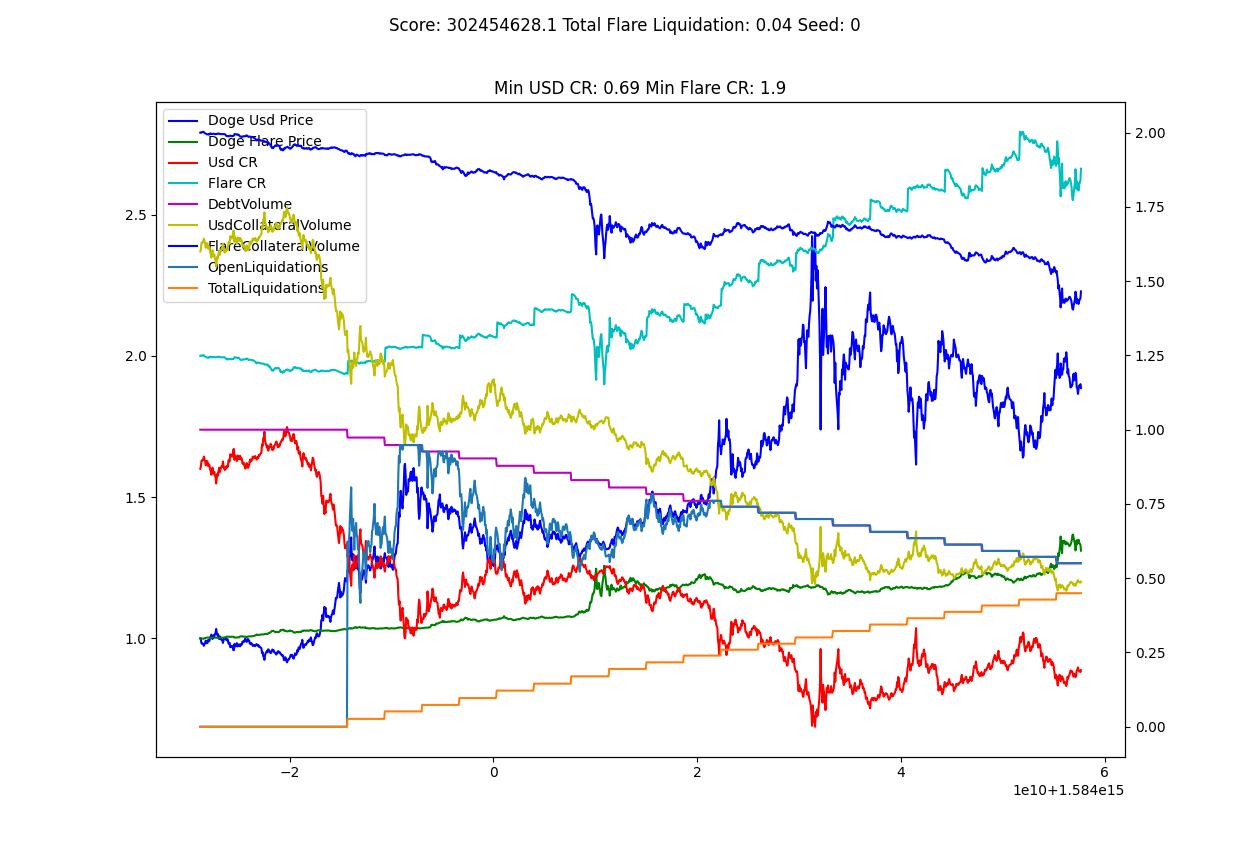 Score: 302454628.1 Total Flare Liquidation: 0.04 Seed: 0
Min USD CR: 0.69 Min Flare CR: 1.9
Doge Usd Price
Doge Flare Price
Usd CR
Flare CR
DebtVolume
UsdCollateralVolume
FlareCollateralVolume
OpenLiquidations
TotalLiquidations
2.5
2.0
1.5
1.0
2.00
1.75
1.50
1.25
1.00
0.75
0.50
0.25
0.00
−2
0
2
4
6
1e10+1.584e15